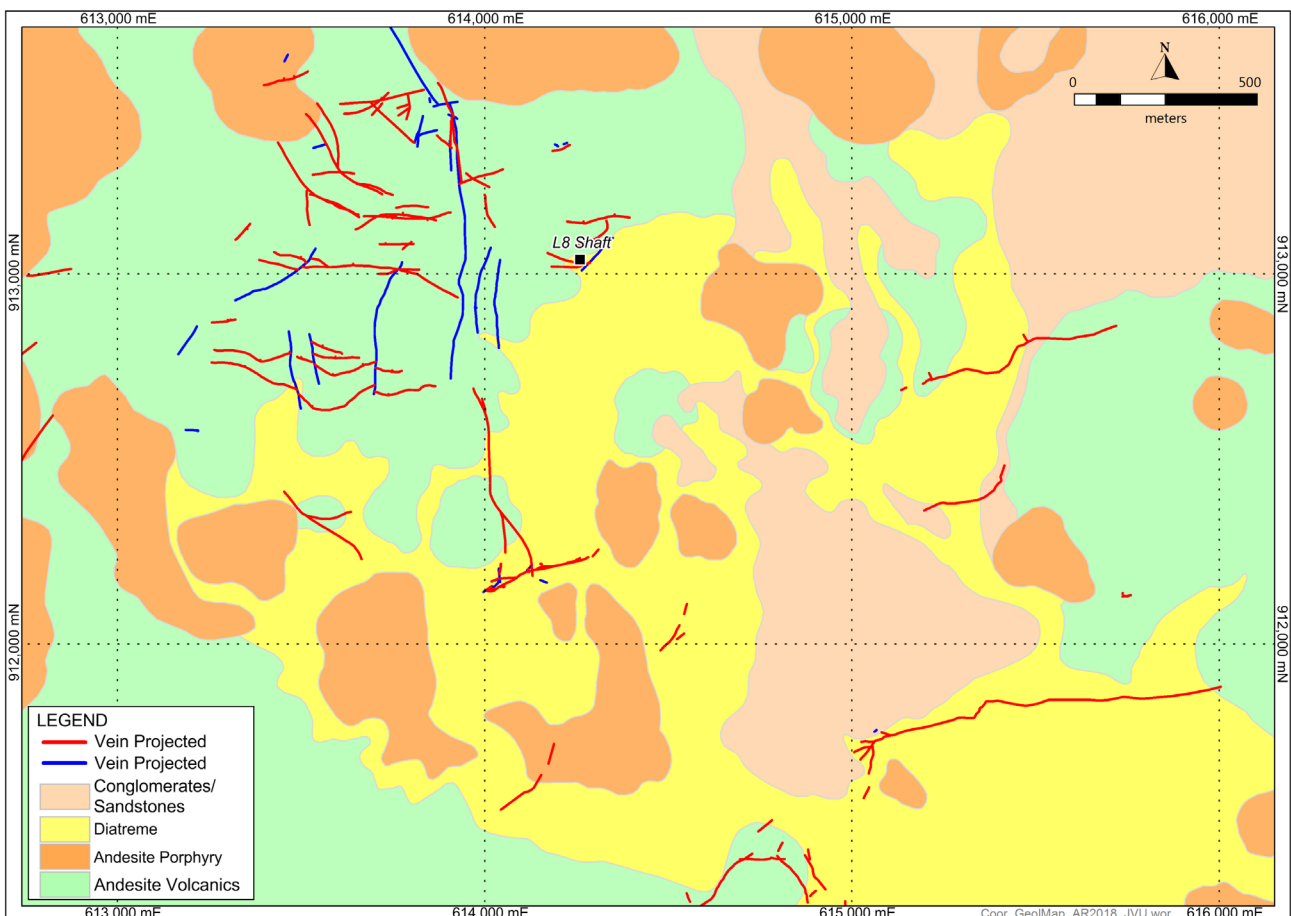 613,000 mE
614,000 mE
615,000 mE
616,000 mE
N
0
500
meters
L8 Shaft
913,000 mN
913,000 mN
912,000 mN
912,000 mN
LEGEND
Vein Projected
Vein Projected
Conglomerates/
Sandstones
Diatreme
Andesite Porphyry
Andesite Volcanics
613,000 mE
614,000 mE
615,000 mE
Coor_GeolMap_AR2018_JVU.wor
616,000 mE